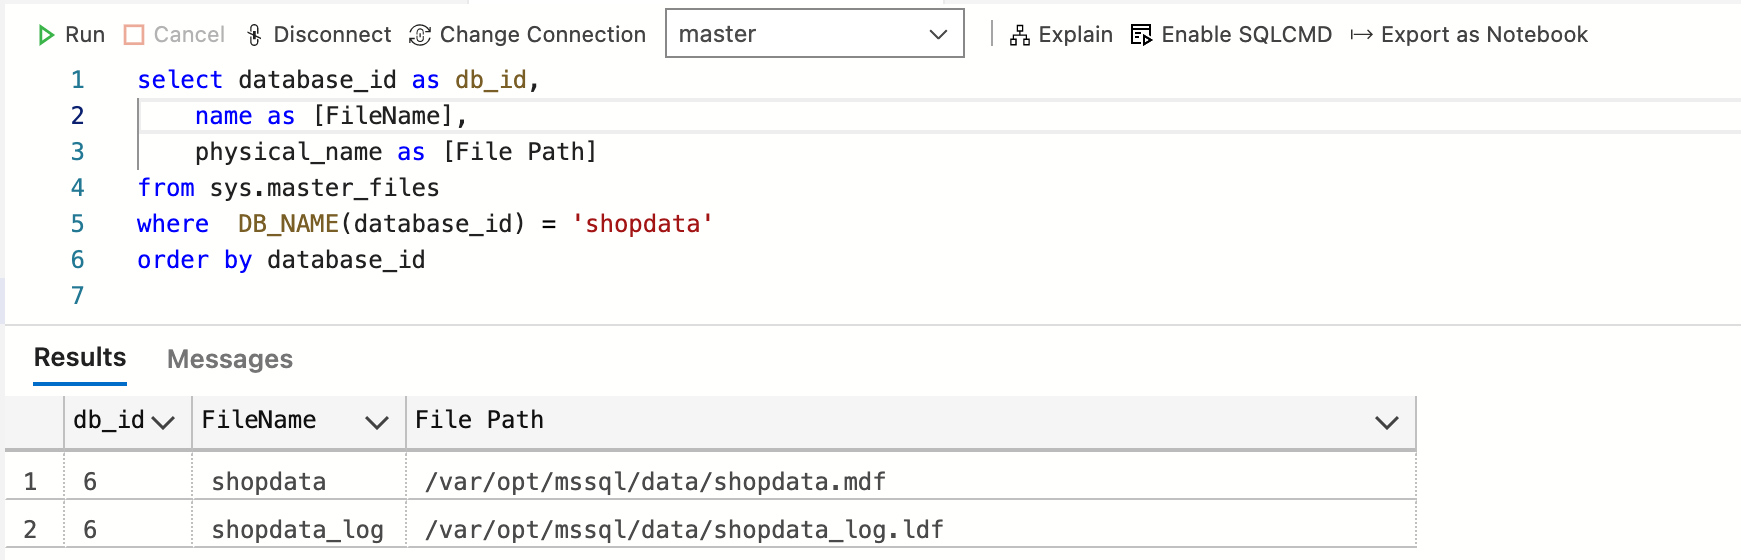 Run Cancel Disconnect Change Connection master Explain Enable SQLCMD Export as Notebook
1 select database_id as db_id,
2 name as [FileName],
3 physical_name as [File Path]
4 from sys.master_files
5 where  DB_NAME(database_id) = 'shopdata'
6 order by database_id
7
Results Messages
db_id FileName File Path
1 6 shopdata /var/opt/mssql/data/shopdata.mdf
2 6 shopdata_log /var/opt/mssql/data/shopdata_log.ldf